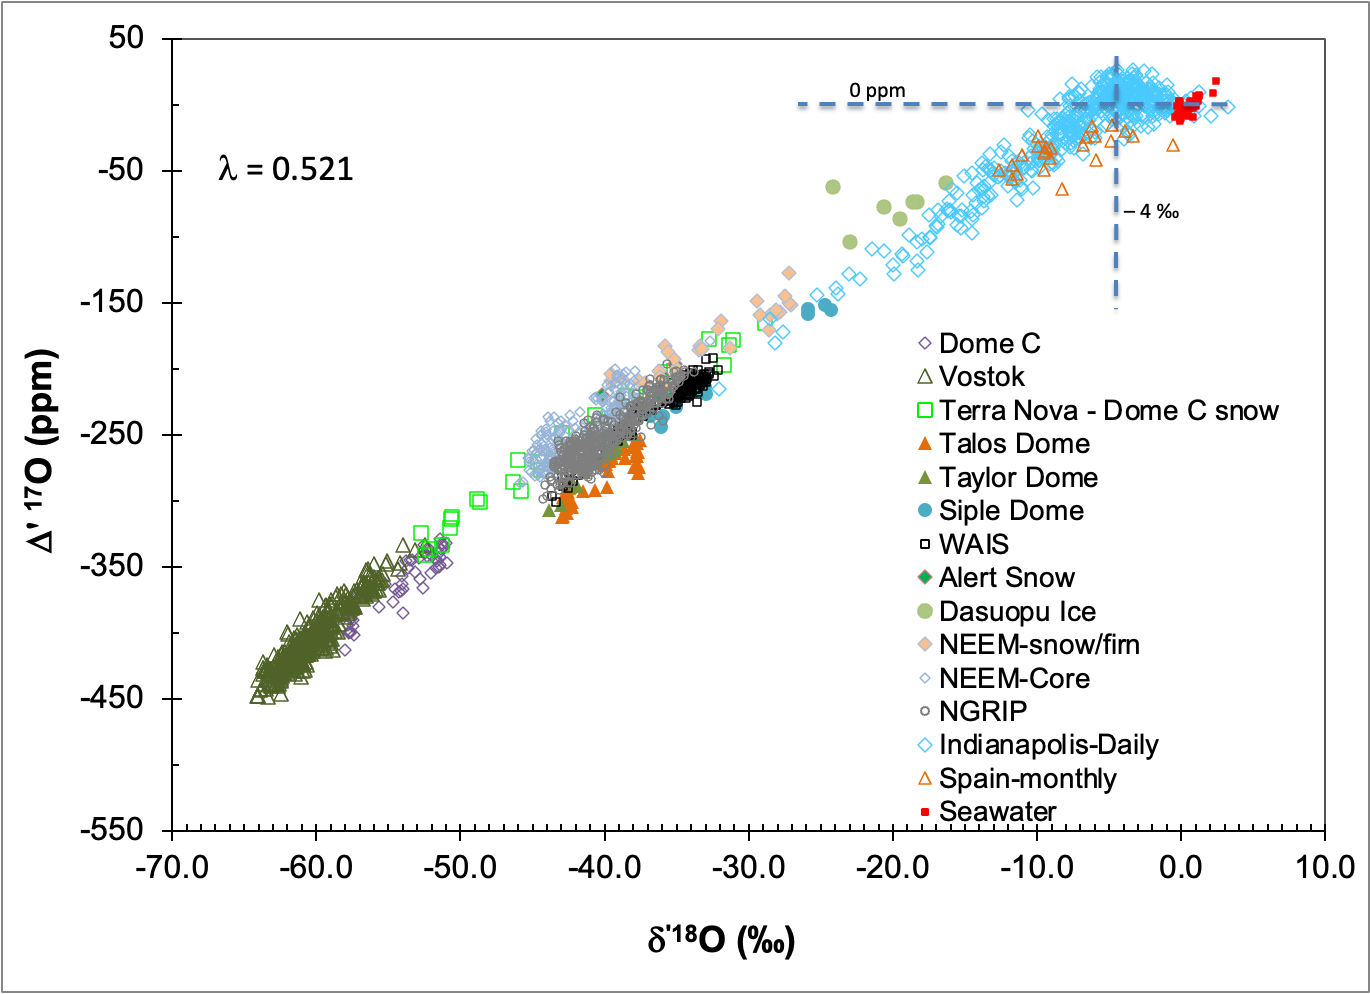 50
-50
-150
-250
-350
-450
-550
Δ' ¹⁷O (ppm)
λ = 0.521
0 ppm
– 4 ‰
Dome C
Vostok
Terra Nova - Dome C snow
Talos Dome
Taylor Dome
Siple Dome
WAIS
Alert Snow
Dasuopu Ice
NEEM-snow/firn
NEEM-Core
NGRIP
Indianapolis-Daily
Spain-monthly
Seawater
-70.0 -60.0 -50.0 -40.0 -30.0 -20.0 -10.0 0.0 10.0
δ'¹⁸O (‰)